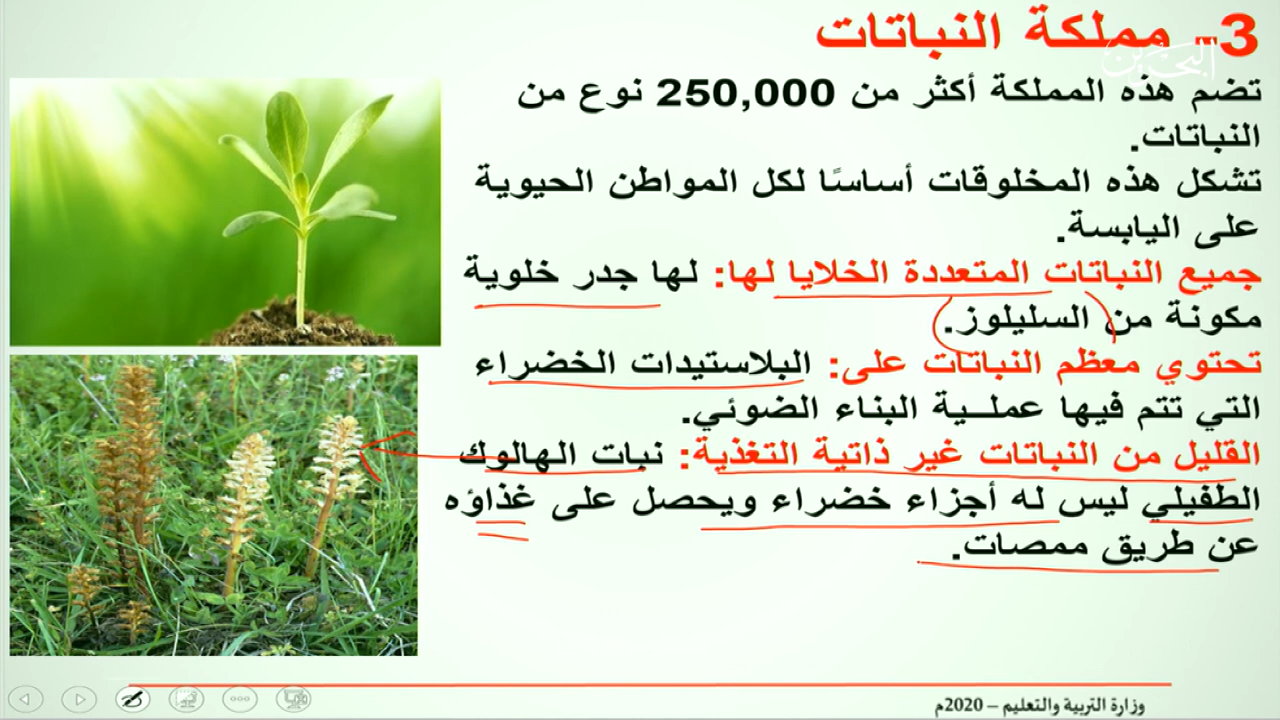 3– مملكة النباتات
البحرين
تضم هذه المملكة أكثر من 250,000 نوع من
النباتات.
تشكل هذه المخلوقات أساسًا لكل المواطن الحيوية
على اليابسة.
جميع النباتات المتعددة الخلايا لها: لها جدر خلوية
مكونة من السليلوز.
تحتوي معظم النباتات على: البلاستيدات الخضراء
التي تتم فيها عملــية البناء الضوئي.
القليل من النباتات غير ذاتية التغذية: نبات الهالوك
الطفيلي ليس له أجزاء خضراء ويحصل على غذاؤه
عن طريق ممصات.
وزارة التربية والتعليم – 2020م